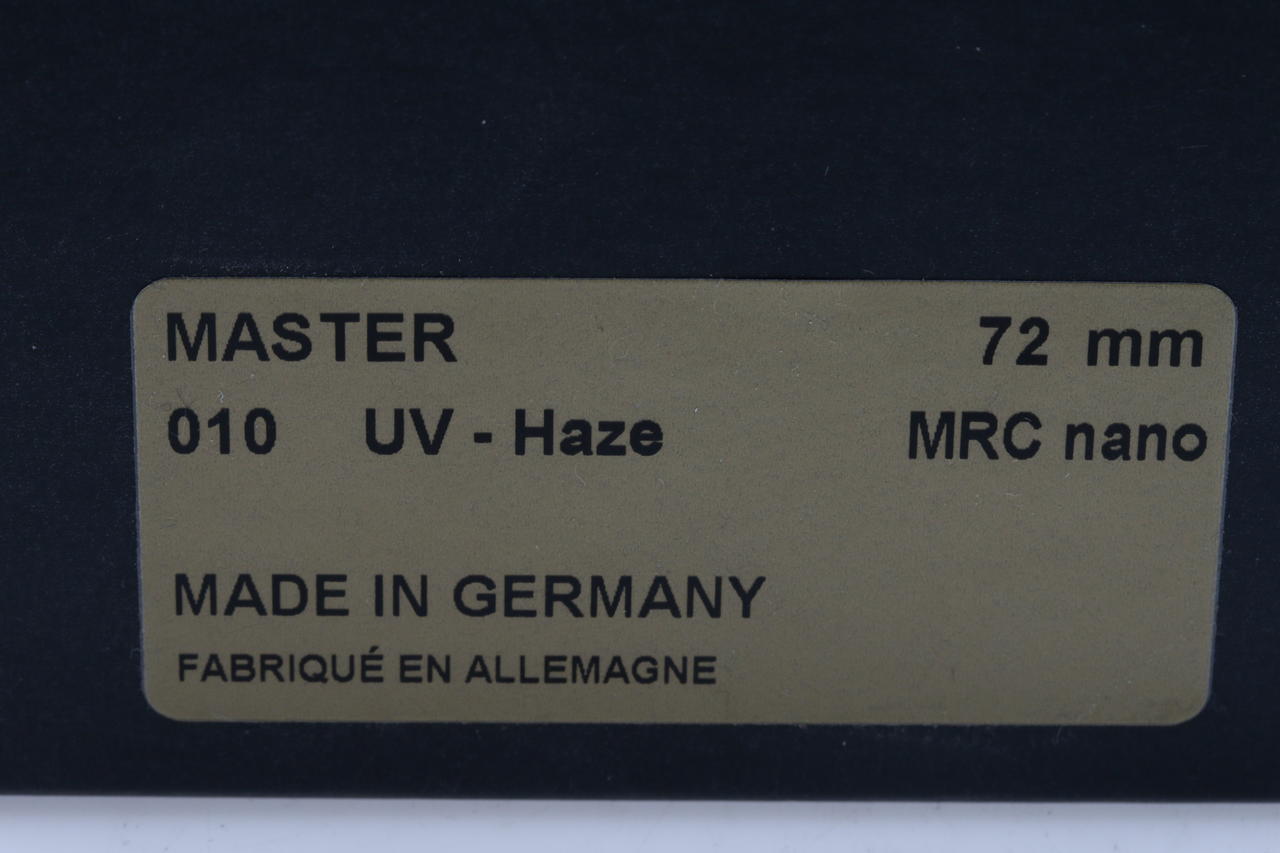 MASTER 72 mm
010 UV - Haze MRC nano
MADE IN GERMANY
FABRIQUÉ EN ALLEMAGNE